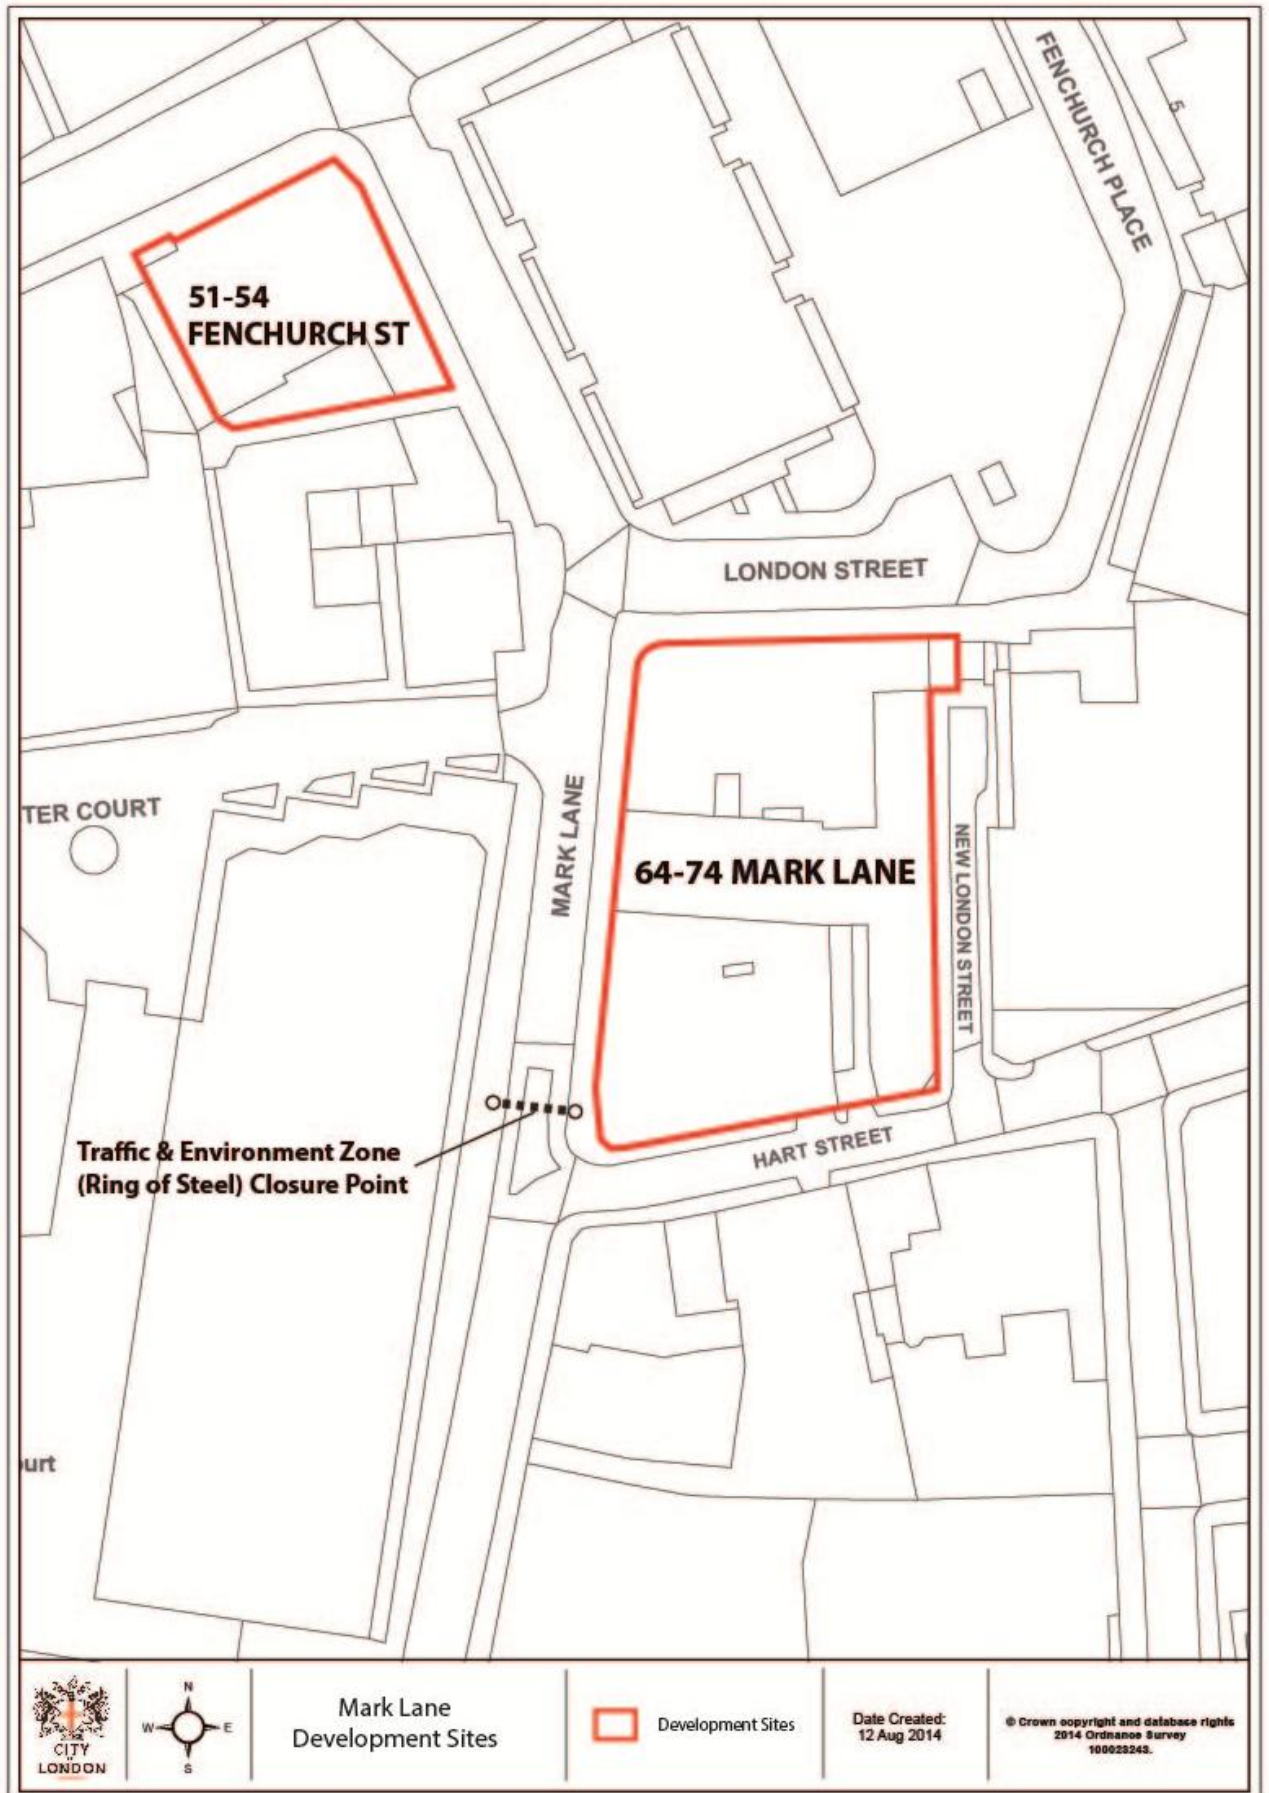 FENCHURCH PLACE
5
51-54
FENCHURCH ST
LONDON STREET
TER COURT
MARK LANE
64-74 MARK LANE
NEW LONDON STREET
Traffic & Environment Zone
(Ring of Steel) Closure Point
HART STREET
urt
CITY
LONDON
N
W
E
S
Mark Lane
Development Sites
Development Sites
Date Created:
12 Aug 2014
© Crown copyright and database rights
2014 Ordnance Survey
100023243.